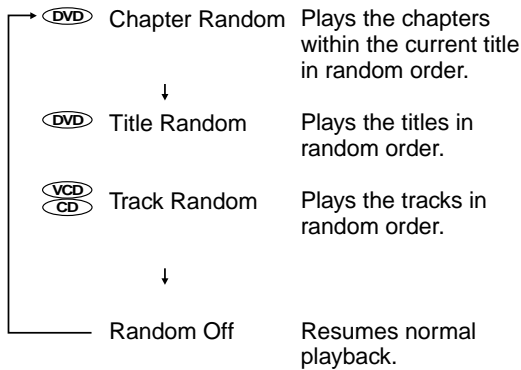 DVD Chapter Random Plays the chapters
within the current title
in random order.
DVD Title Random Plays the titles in
random order.
VCD
CD
Track Random Plays the tracks in
random order.
Random Off Resumes normal
playback.